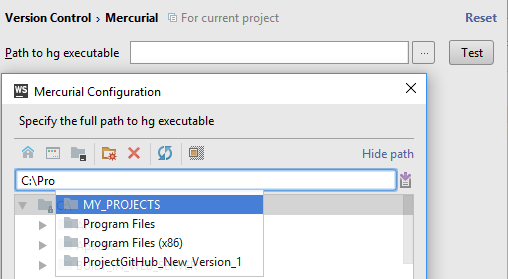 Version Control › Mercurial For current project Reset
Path to hg executable ... Test
WS Mercurial Configuration
Specify the full path to hg executable
Hide path
C:\Pro
MY_PROJECTS
Program Files
Program Files (x86)
ProjectGitHub_New_Version_1